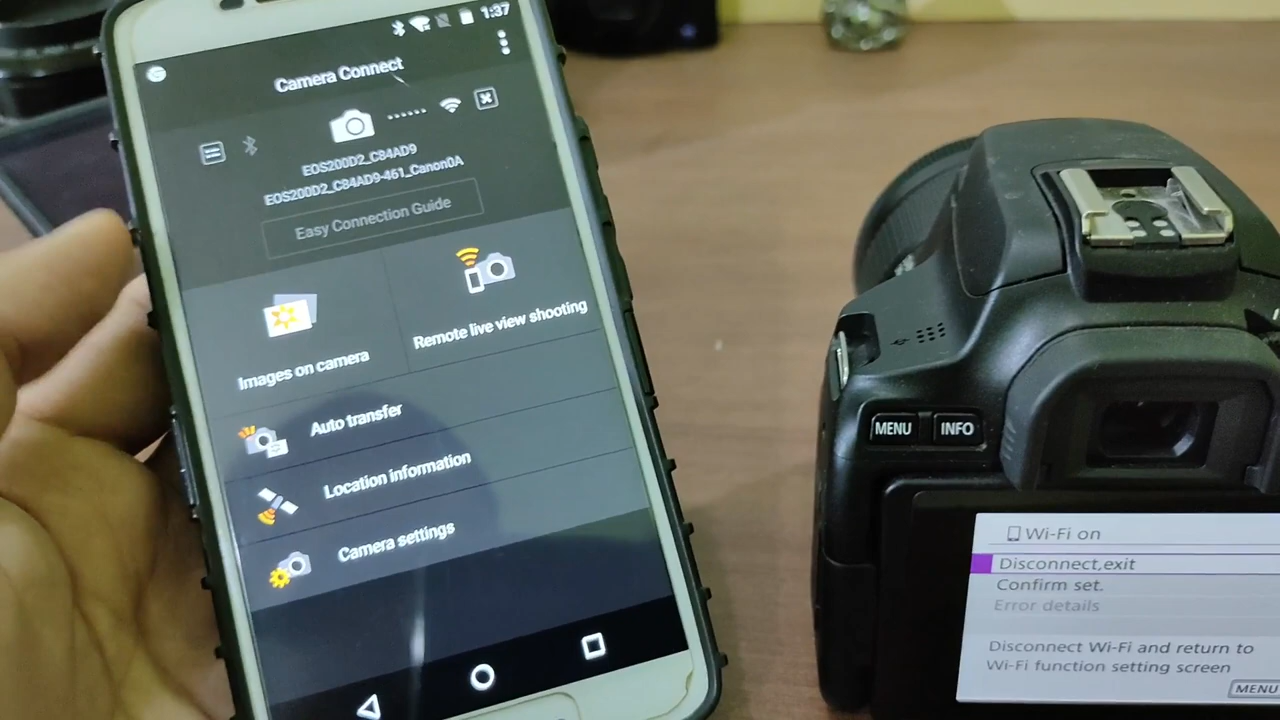 1:37
Camera Connect
EOS200D2_C84AD9
EOS200D2_C84AD9-461_Canon0A
Easy Connection Guide
Images on camera
Remote live view shooting
Auto transfer
Location information
Camera settings
MENU INFO
Wi-Fi on
Disconnect,exit
Confirm set.
Error details
Disconnect Wi-Fi and return to
Wi-Fi function setting screen
MENU